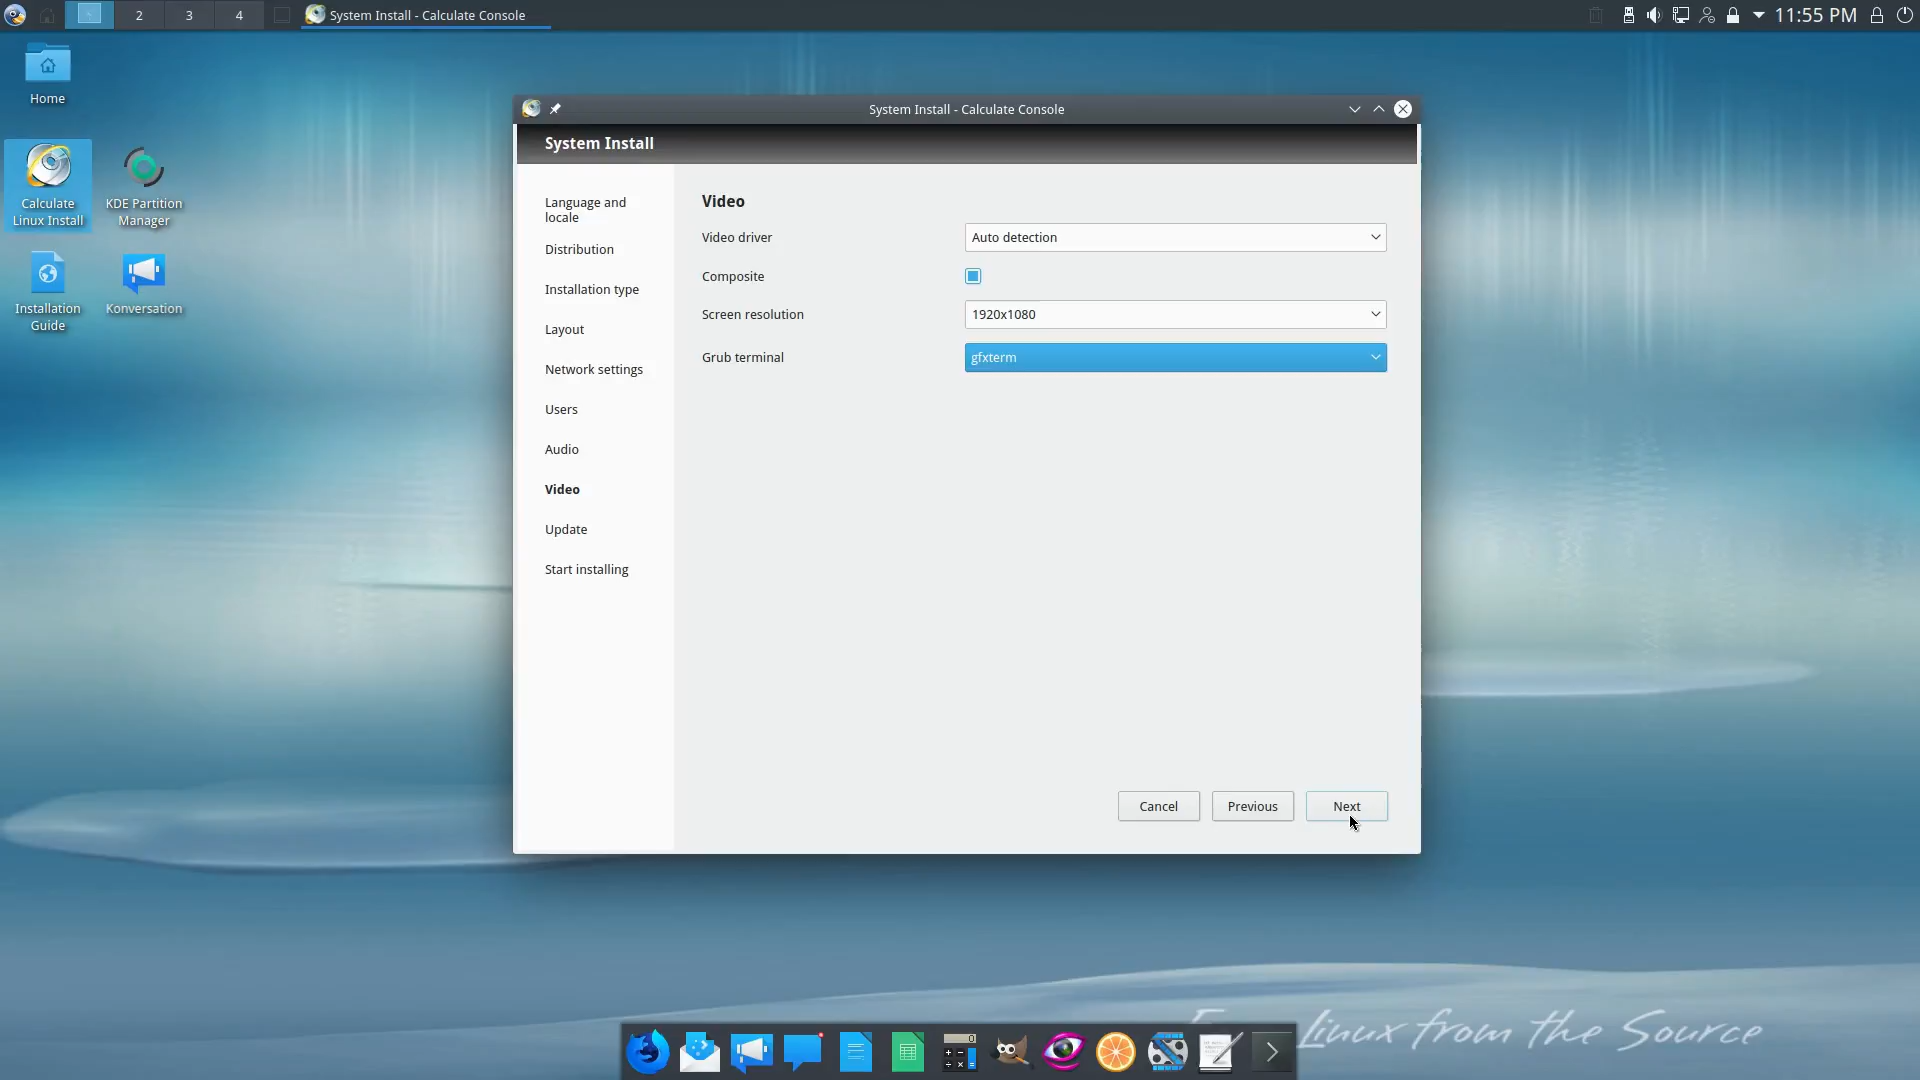 2
3
4
System Install - Calculate Console
11:55 PM
Home
Calculate
Linux Install
KDE Partition
Manager
Installation
Guide
Konversation
System Install - Calculate Console
System Install
Language and
locale
Distribution
Installation type
Layout
Network settings
Users
Audio
Video
Update
Start installing
Video
Video driver
Auto detection
Composite
Screen resolution
1920x1080
Grub terminal
gfxterm
Cancel
Previous
Next
Linux from the Source